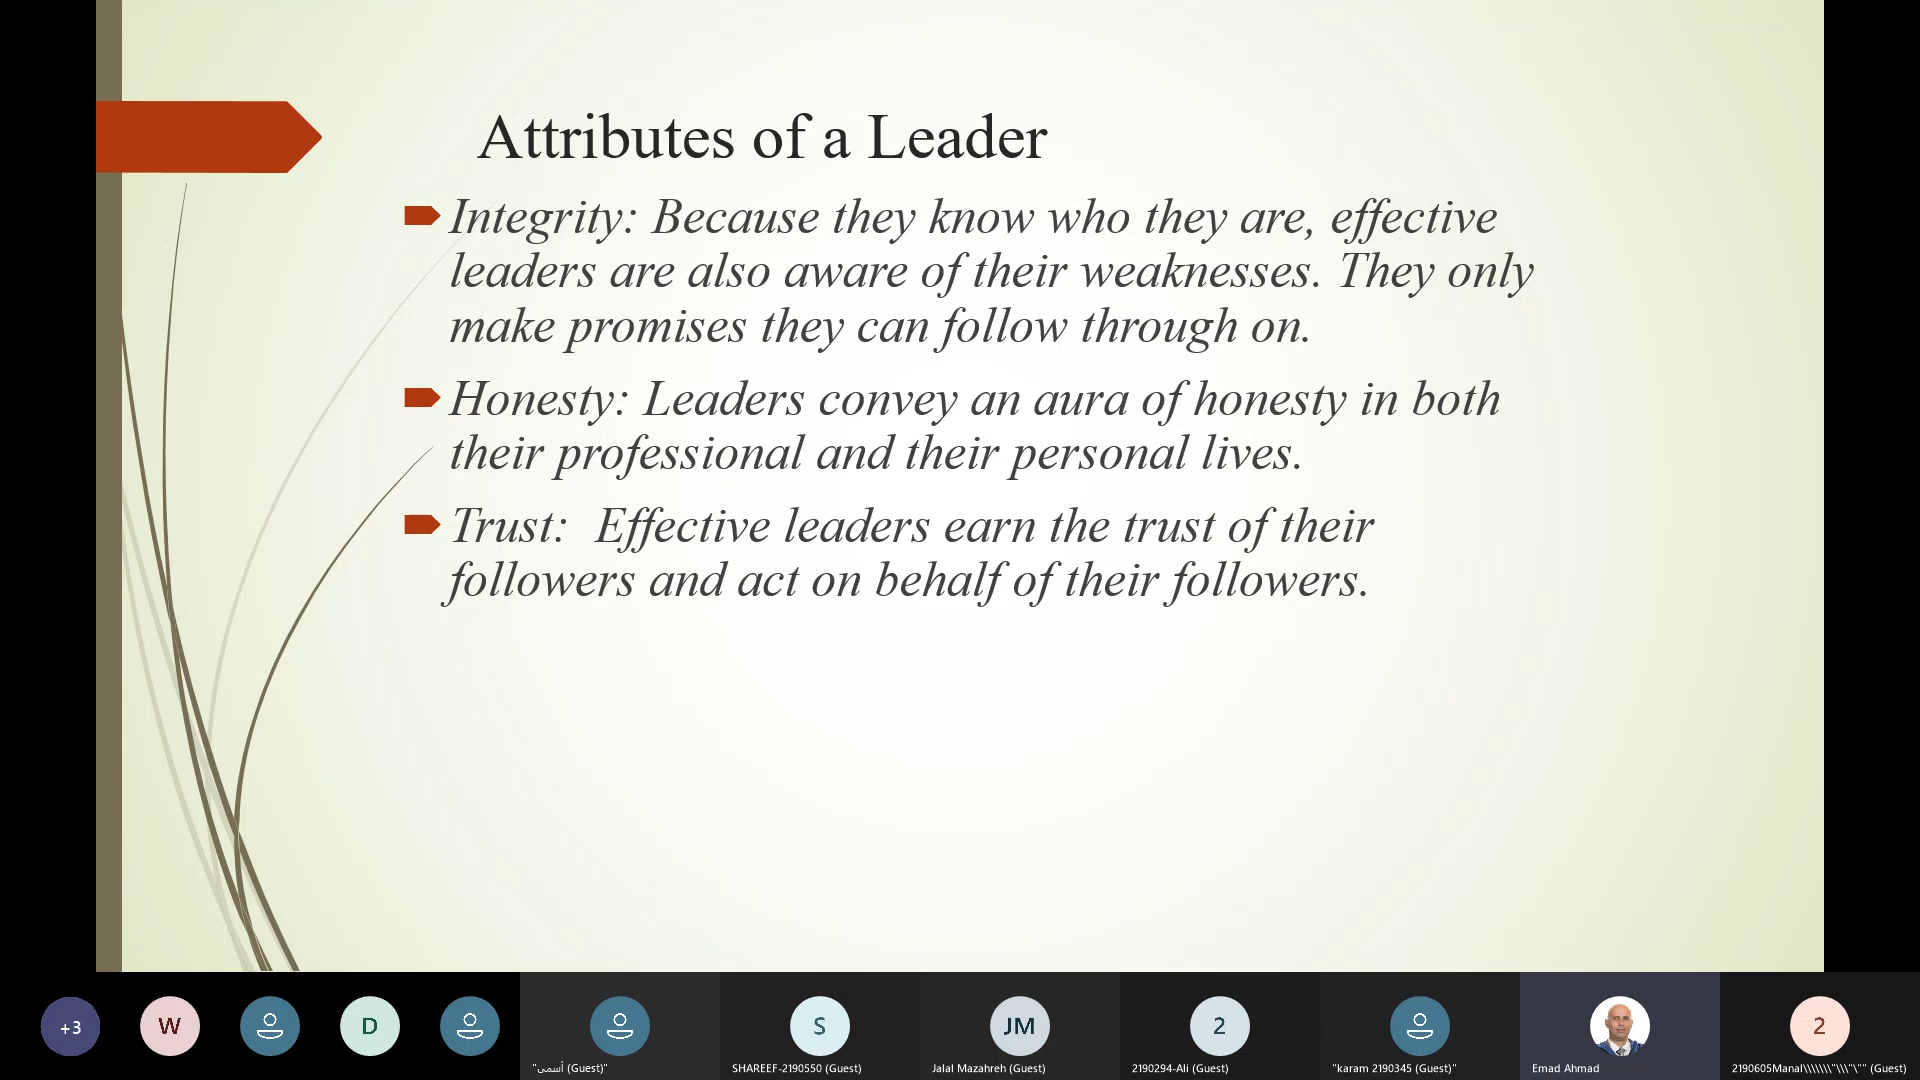 Attributes of a Leader
Integrity: Because they know who they are, effective
leaders are also aware of their weaknesses. They only
make promises they can follow through on.
Honesty: Leaders convey an aura of honesty in both
their professional and their personal lives.
Trust:  Effective leaders earn the trust of their
followers and act on behalf of their followers.
+3
W
D
S
JM
2
2
"أسمى (Guest)"
SHAREEF-2190550 (Guest)
Jalal Mazahreh (Guest)
2190294-Ali (Guest)
"karam 2190345 (Guest)"
Emad Ahmad
2190605Manal\\\\\\\"\\\"\"" (Guest)